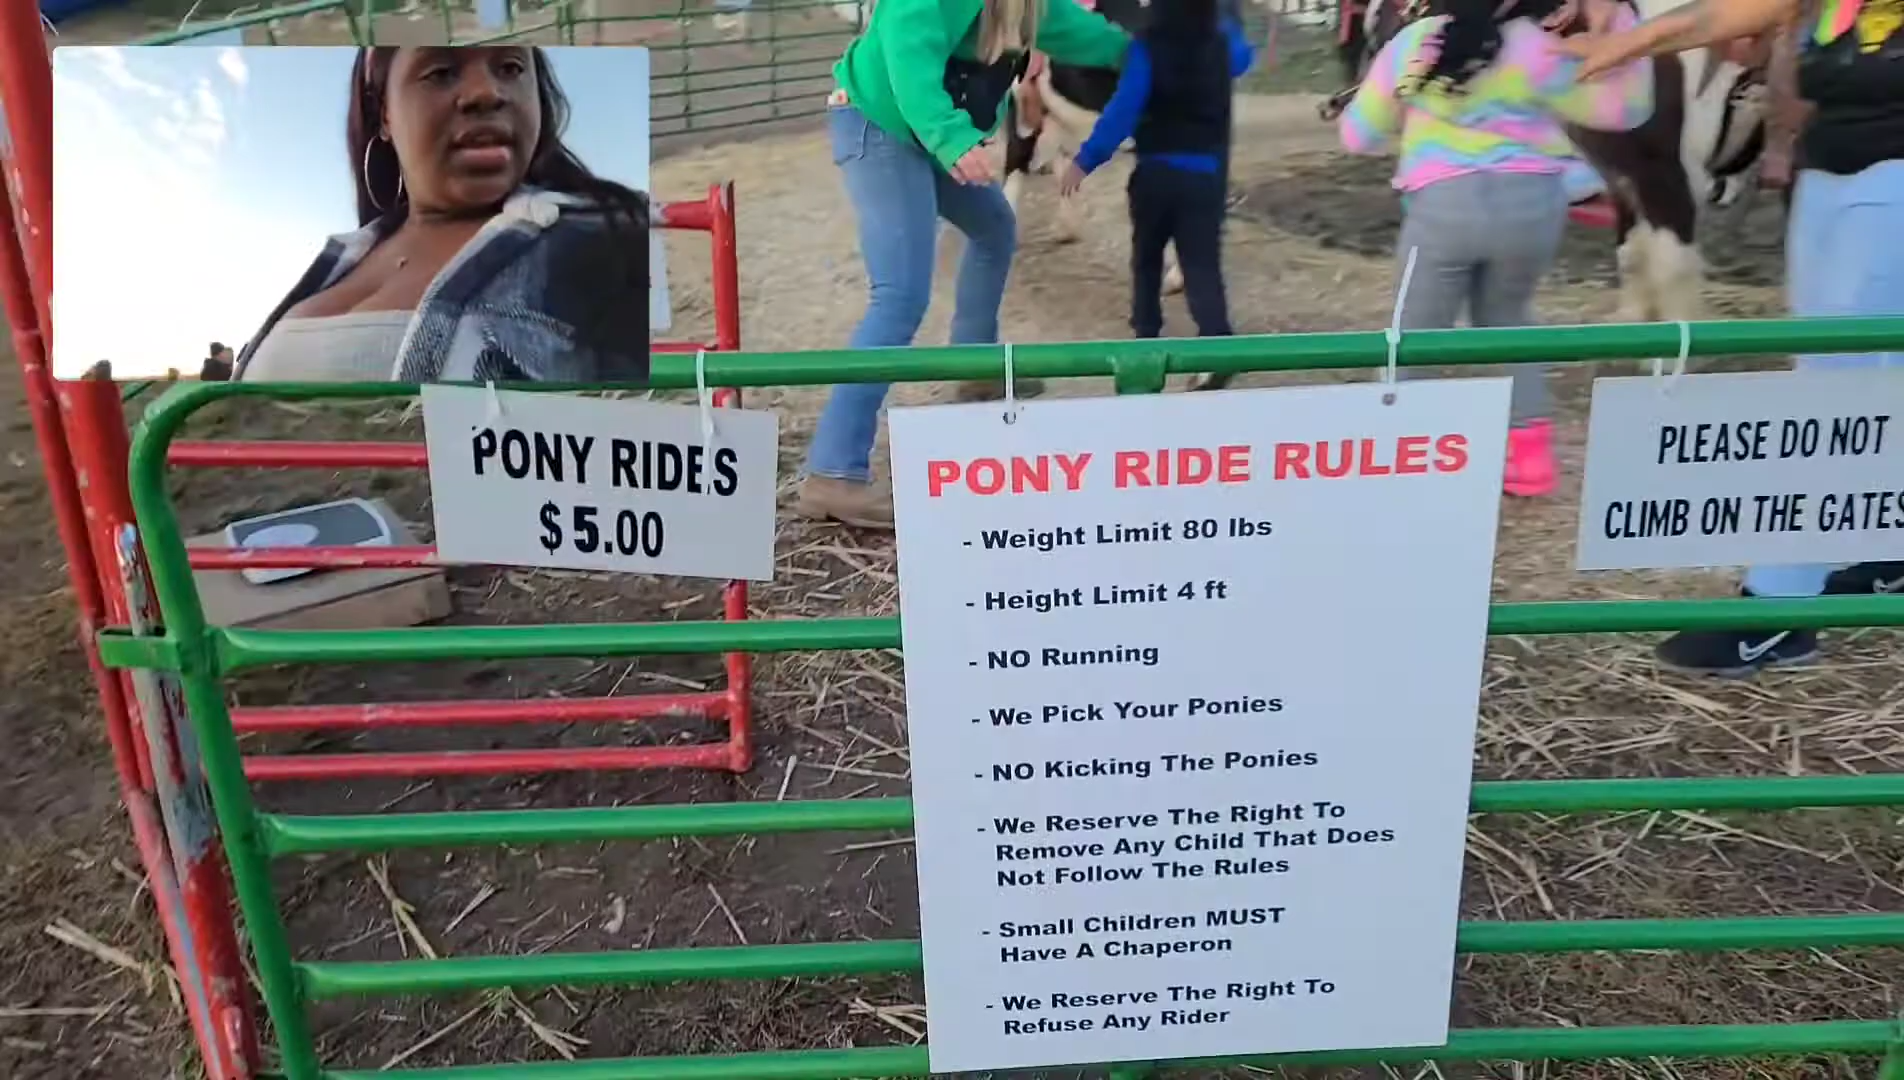 PONY RIDES
$5.00
PONY RIDE RULES
- Weight Limit 80 lbs
- Height Limit 4 ft
- NO Running
- We Pick Your Ponies
- NO Kicking The Ponies
- We Reserve The Right To
Remove Any Child That Does
Not Follow The Rules
- Small Children MUST
Have A Chaperon
- We Reserve The Right To
Refuse Any Rider
PLEASE DO NOT
CLIMB ON THE GATES